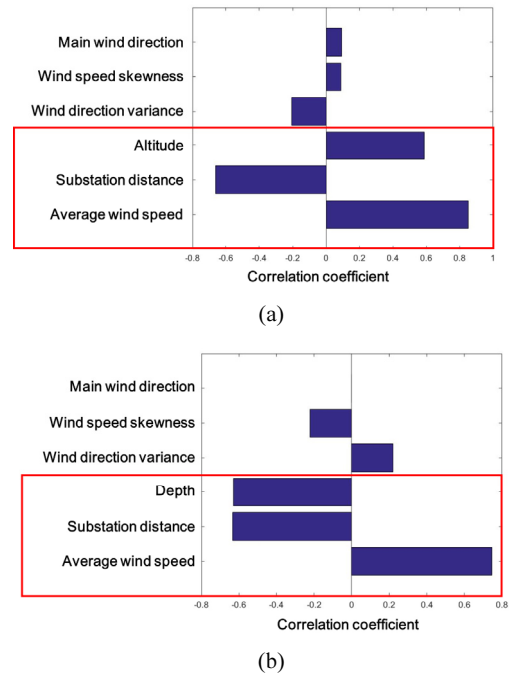 Main wind direction
Wind speed skewness
Wind direction variance
Altitude
Substation distance
Average wind speed
-0.8 -0.6 -0.4 -0.2 0 0.2 0.4 0.6 0.8 1
Correlation coefficient
(a)
Main wind direction
Wind speed skewness
Wind direction variance
Depth
Substation distance
Average wind speed
-0.8 -0.6 -0.4 -0.2 0 0.2 0.4 0.6 0.8
Correlation coefficient
(b)